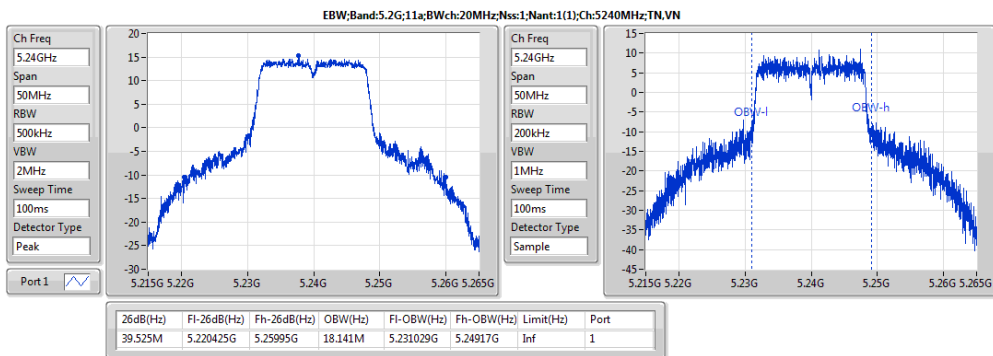 EBW;Band:5.2G;11a;BWch:20MHz;Nss:1;Nant:1(1);Ch:5240MHz;TN,VN
Ch Freq
5.24GHz
Span
50MHz
RBW
500kHz
VBW
2MHz
Sweep Time
100ms
Detector Type
Peak
Port 1
20
15
10
5
0
-5
-10
-15
-20
-25
-30
5.215G 5.22G 5.23G 5.24G 5.25G 5.26G 5.265G
Ch Freq
5.24GHz
Span
50MHz
RBW
200kHz
VBW
1MHz
Sweep Time
100ms
Detector Type
Sample
15
10
5
0
-5
-10
-15
-20
-25
-30
-35
-40
-45
OBW-l
OBW-h
5.215G 5.22G 5.23G 5.24G 5.25G 5.26G 5.265G
26dB(Hz) Fl-26dB(Hz) Fh-26dB(Hz) OBW(Hz) Fl-OBW(Hz) Fh-OBW(Hz) Limit(Hz) Port
39.525M 5.220425G 5.25995G 18.141M 5.231029G 5.24917G Inf 1